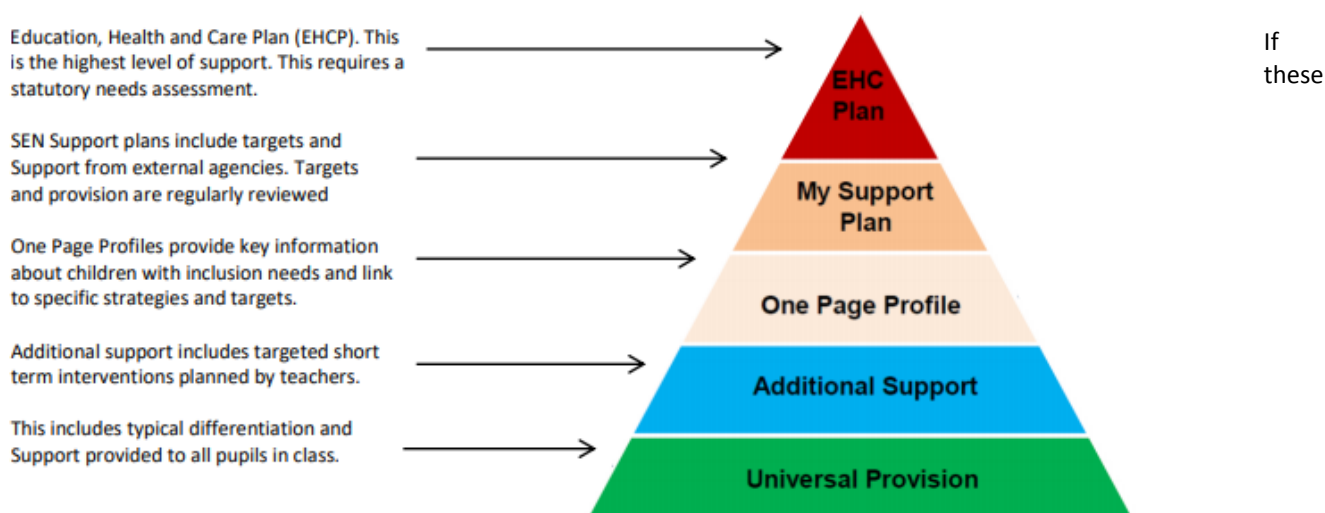 Education, Health and Care Plan (EHCP). This
is the highest level of support. This requires a
statutory needs assessment.
EHC
Plan
If
these
SEN Support plans include targets and
Support from external agencies. Targets
and provision are regularly reviewed
My Support
Plan
One Page Profiles provide key information
about children with inclusion needs and link
to specific strategies and targets.
One Page Profile
Additional support includes targeted short
term interventions planned by teachers.
Additional Support
This includes typical differentiation and
Support provided to all pupils in class.
Universal Provision